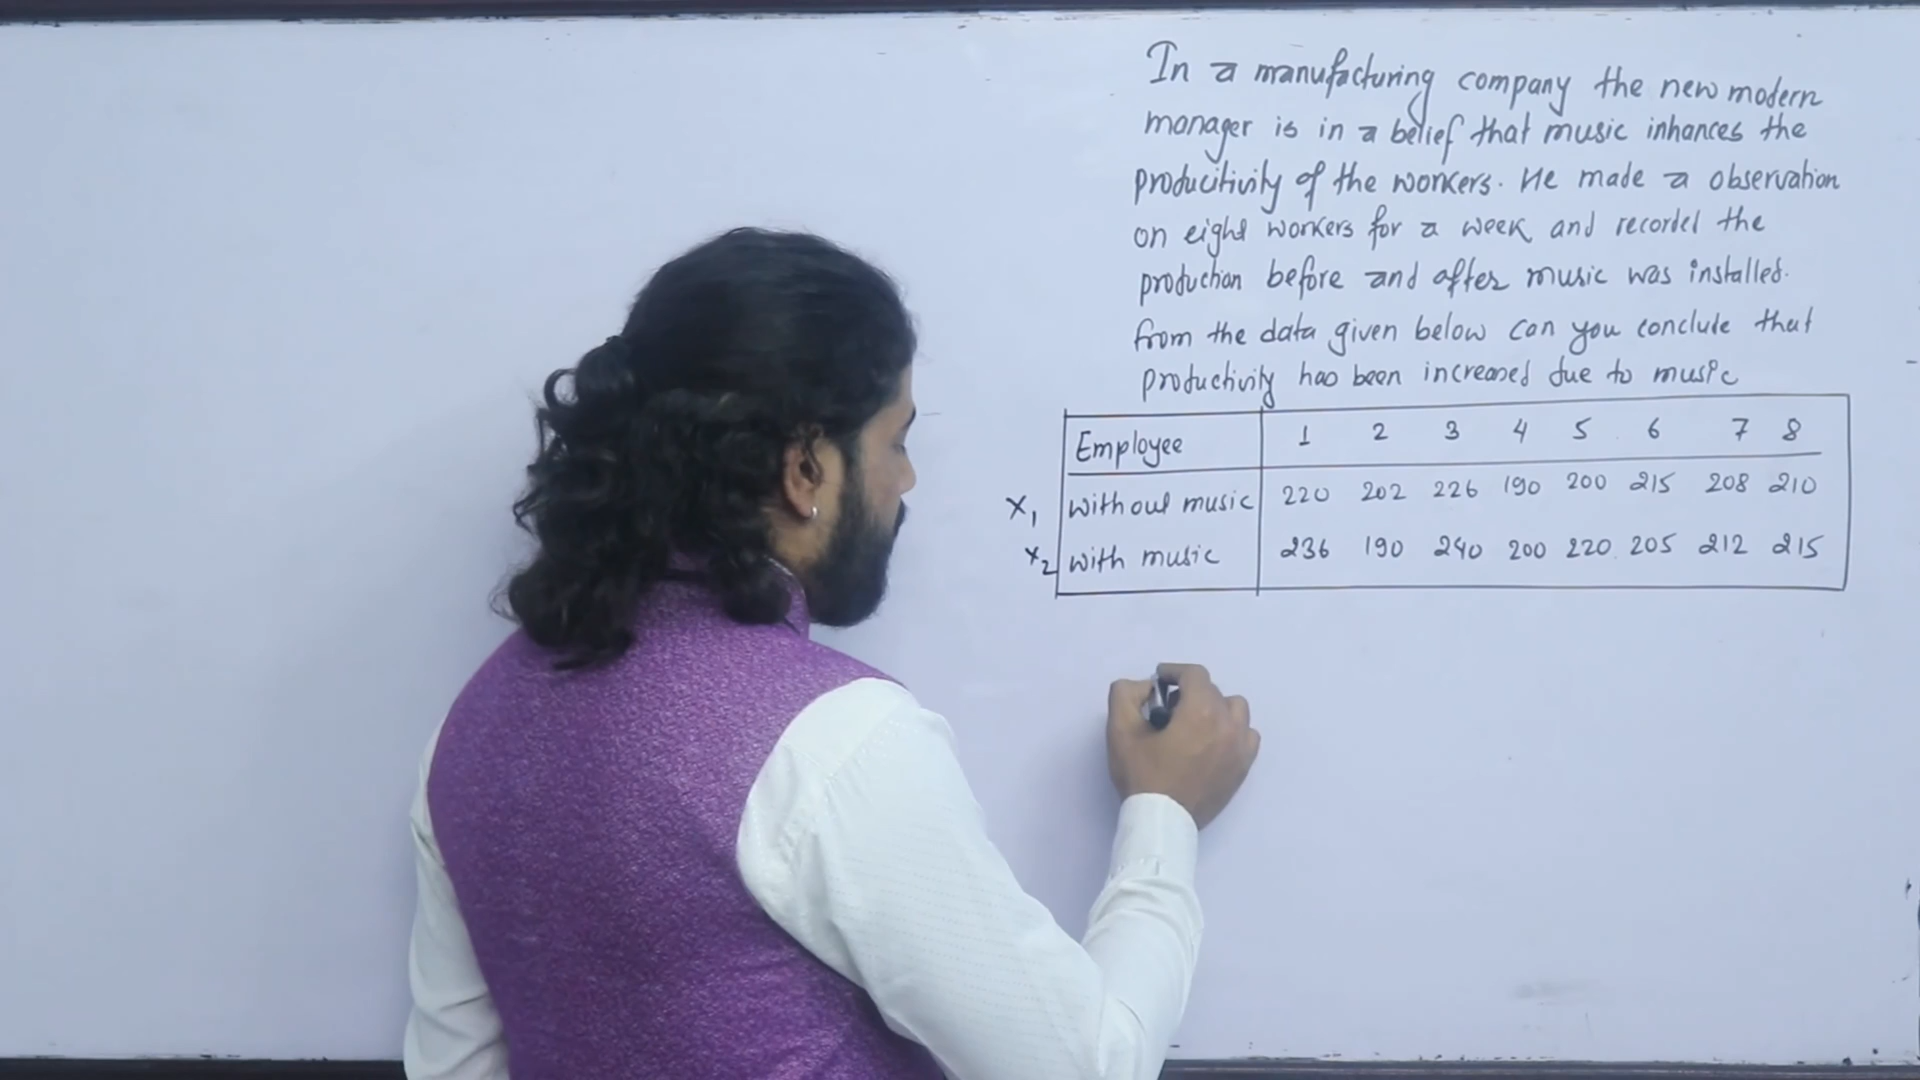 In a manufacturing company the new modern
manager is in a belief that music inhances the
producitivity of the workers. He made a observation
on eight workers for a week and recorded the
production before and after music was installed.
from the data given below can you conclude that
productivity has been increased due to music
Employee 1 2 3 4 5 6 7 8
X1 without music 220 202 226 190 200 215 208 210
X2 with music 236 190 240 200 220 205 212 215